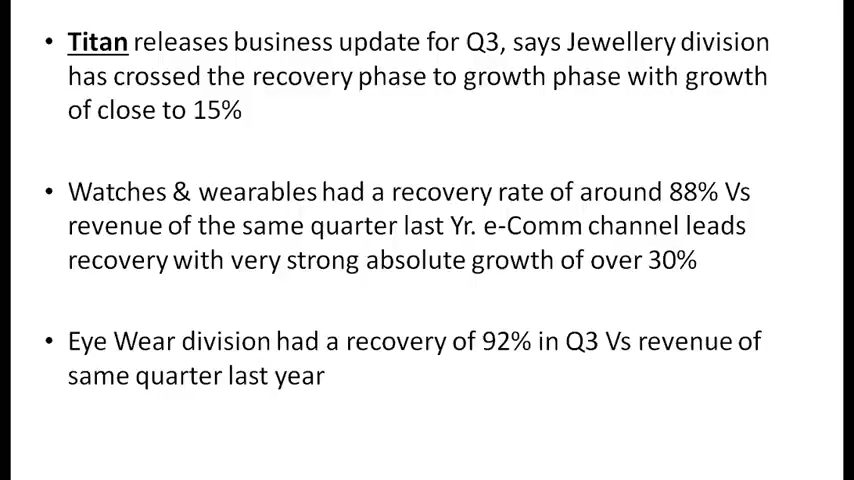 • Titan releases business update for Q3, says Jewellery division
has crossed the recovery phase to growth phase with growth
of close to 15%
• Watches & wearables had a recovery rate of around 88% Vs
revenue of the same quarter last Yr. e-Comm channel leads
recovery with very strong absolute growth of over 30%
• Eye Wear division had a recovery of 92% in Q3 Vs revenue of
same quarter last year